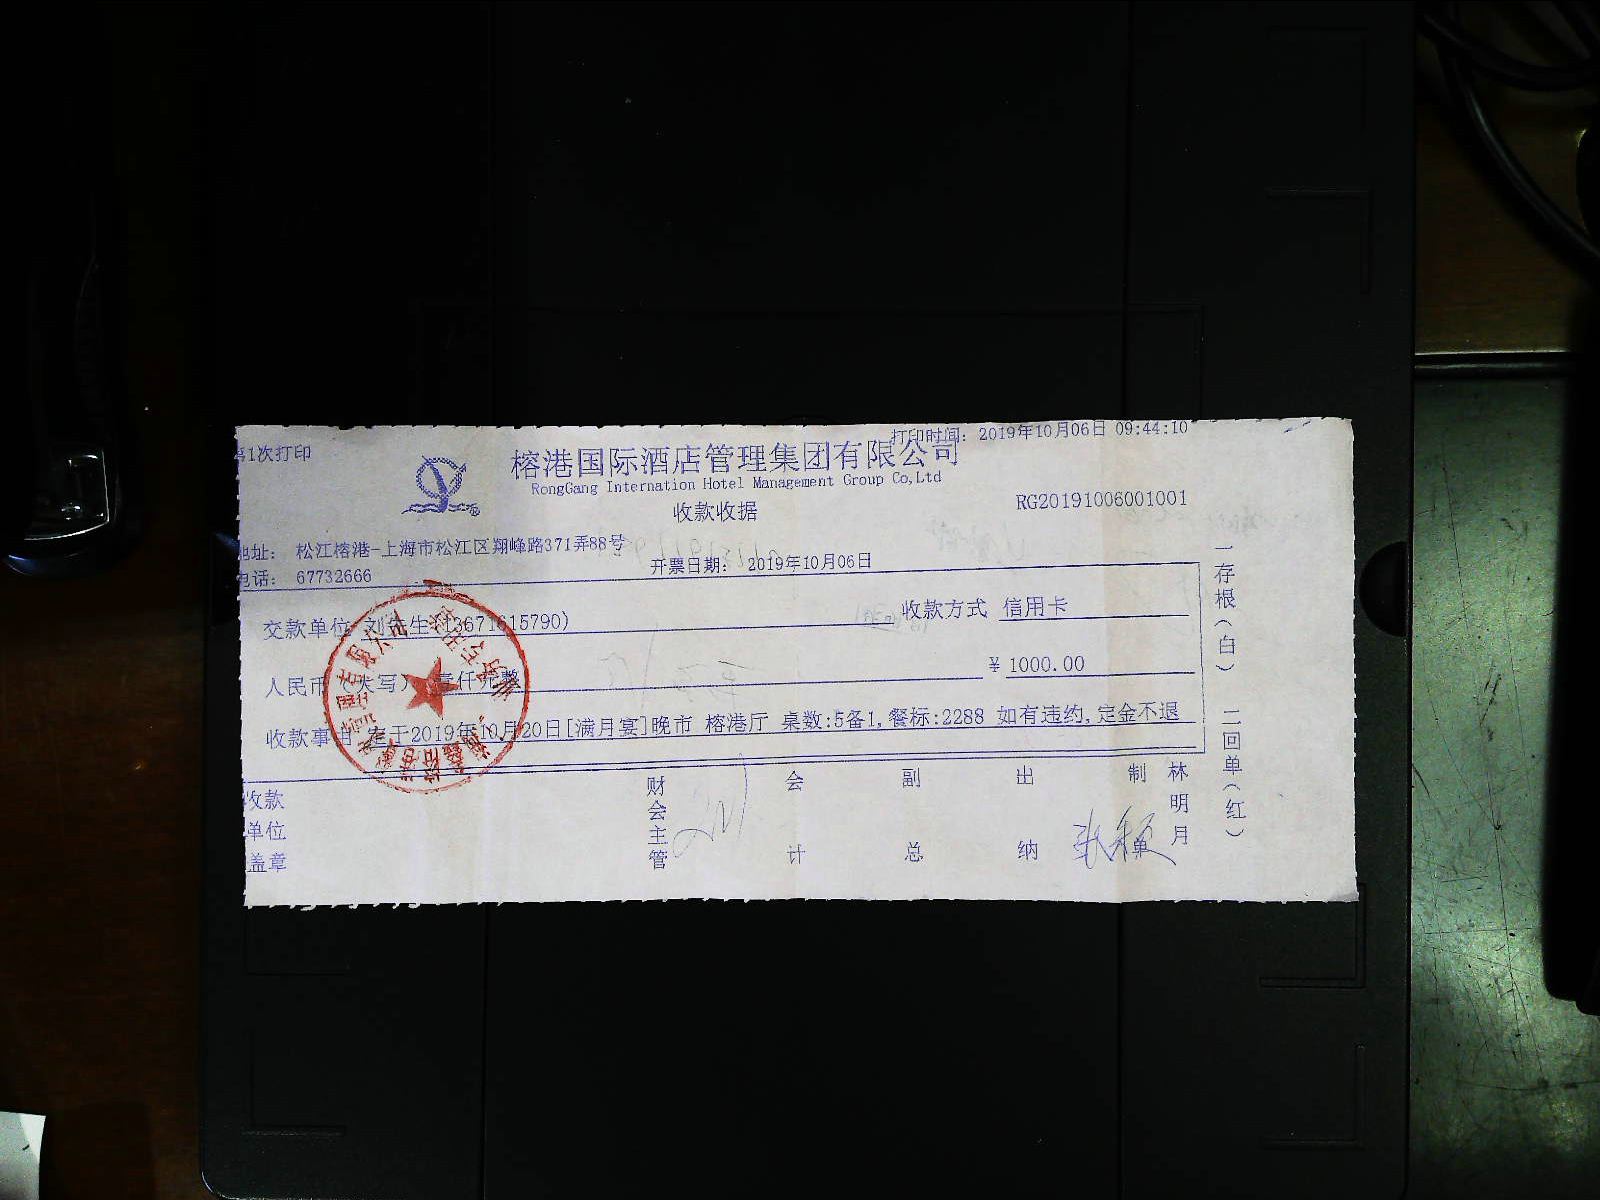 第1次打印
打印时间: 2019年10月06日 09:44:10
榕港国际酒店管理集团有限公司
RongGang Internation Hotel Management Group Co,Ltd
收款收据
RG20191006001001
地址: 松江榕港-上海市松江区翔峰路371弄88号
电话: 67732666
开票日期: 2019年10月06日
交款单位 刘先生(13671615790)
收款方式 信用卡
人民币(大写) 壹仟元整
¥ 1000.00
收款事由 定于2019年10月20日[满月宴]晚市 榕港厅 桌数:5备1,餐标:2288 如有违约,定金不退
收款单位盖章
财会主管
会计
副总
出纳
张颖
制 林明月
一存根(白) 二回单(红)